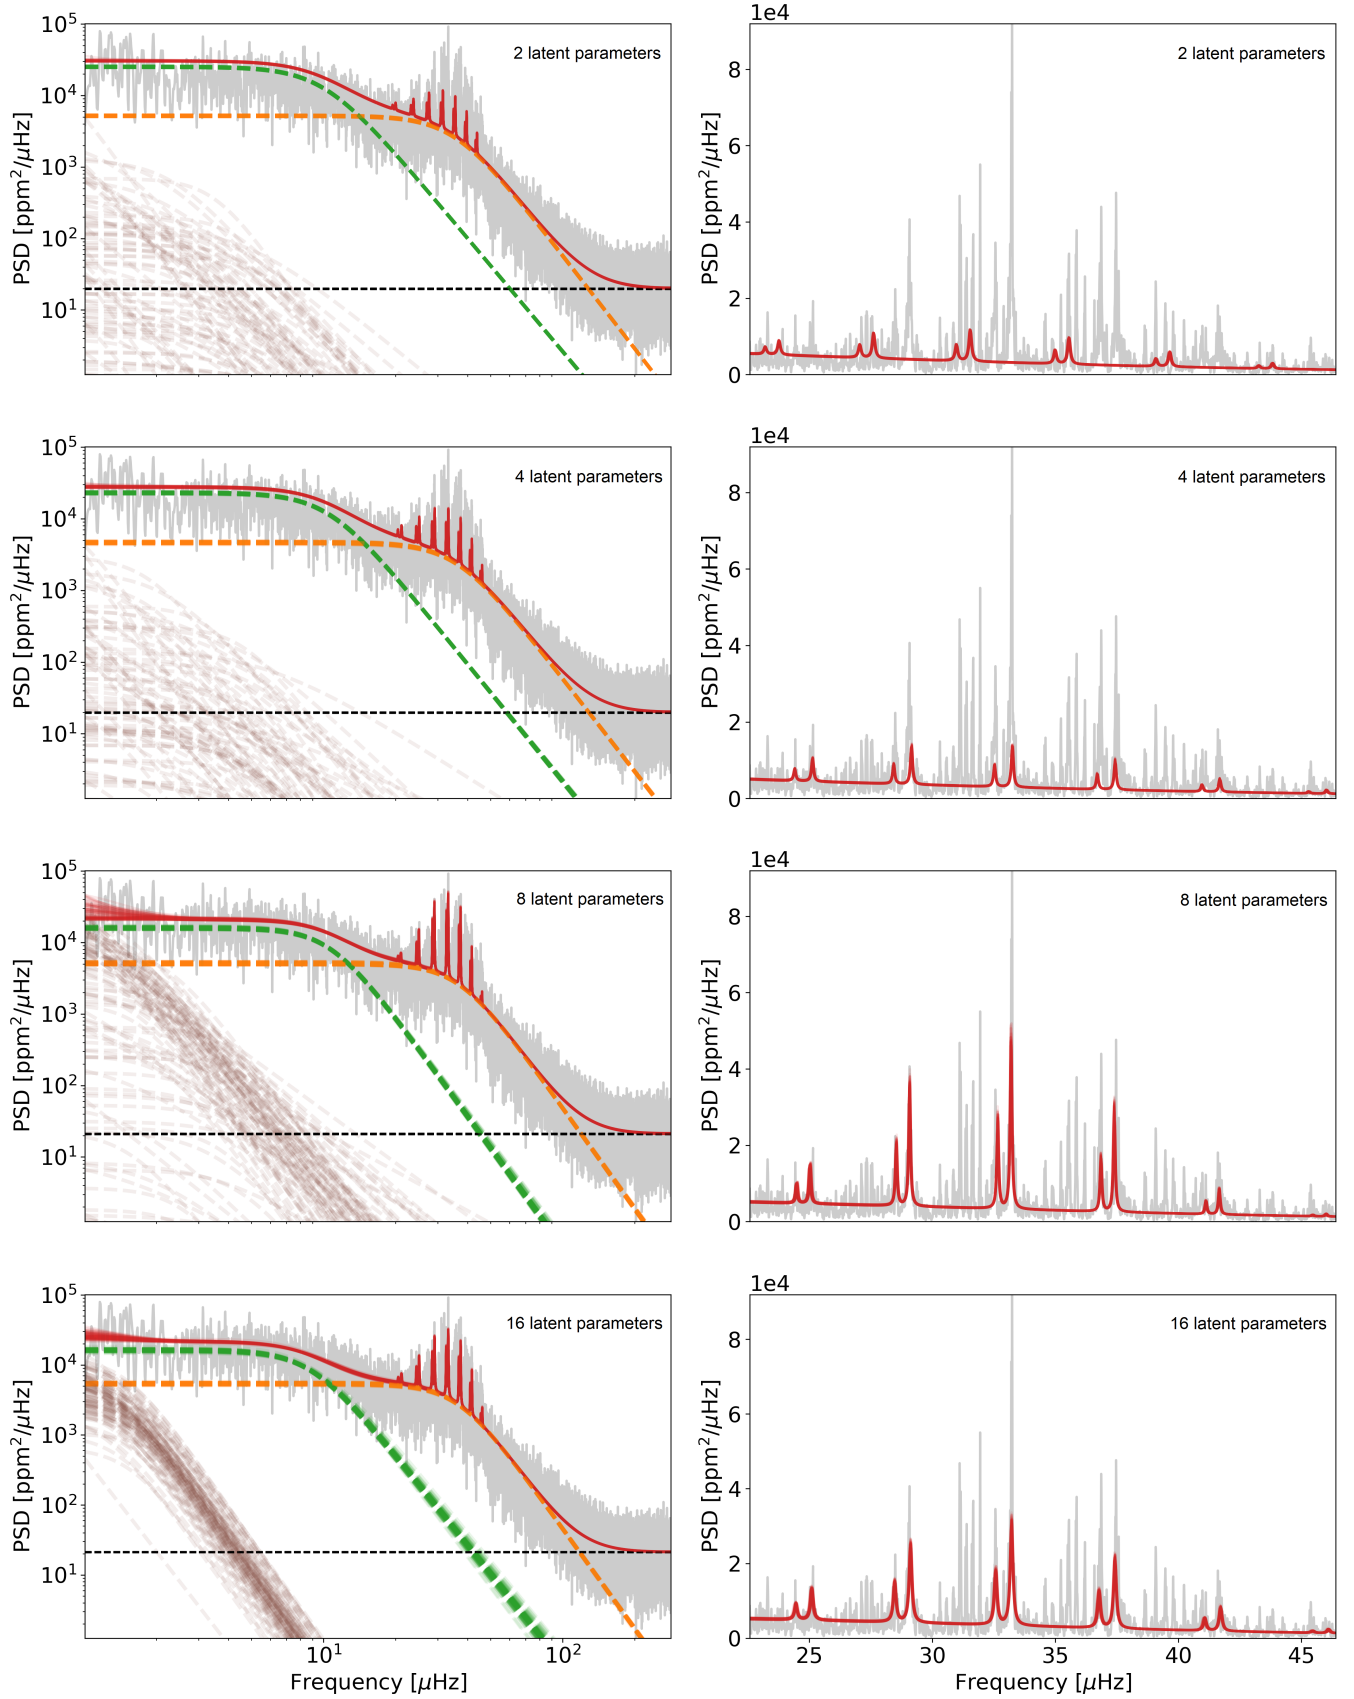 10^5
10^4
10^3
10^2
10^1
PSD [ppm^2/μHz]
2 latent parameters
1e4
8
6
4
2
0
PSD [ppm^2/μHz]
2 latent parameters
10^5
10^4
10^3
10^2
10^1
PSD [ppm^2/μHz]
4 latent parameters
1e4
8
6
4
2
0
PSD [ppm^2/μHz]
4 latent parameters
10^5
10^4
10^3
10^2
10^1
PSD [ppm^2/μHz]
8 latent parameters
1e4
8
6
4
2
0
PSD [ppm^2/μHz]
8 latent parameters
10^5
10^4
10^3
10^2
10^1
PSD [ppm^2/μHz]
16 latent parameters
10^1 10^2
Frequency [μHz]
1e4
8
6
4
2
0
PSD [ppm^2/μHz]
16 latent parameters
25 30 35 40 45
Frequency [μHz]